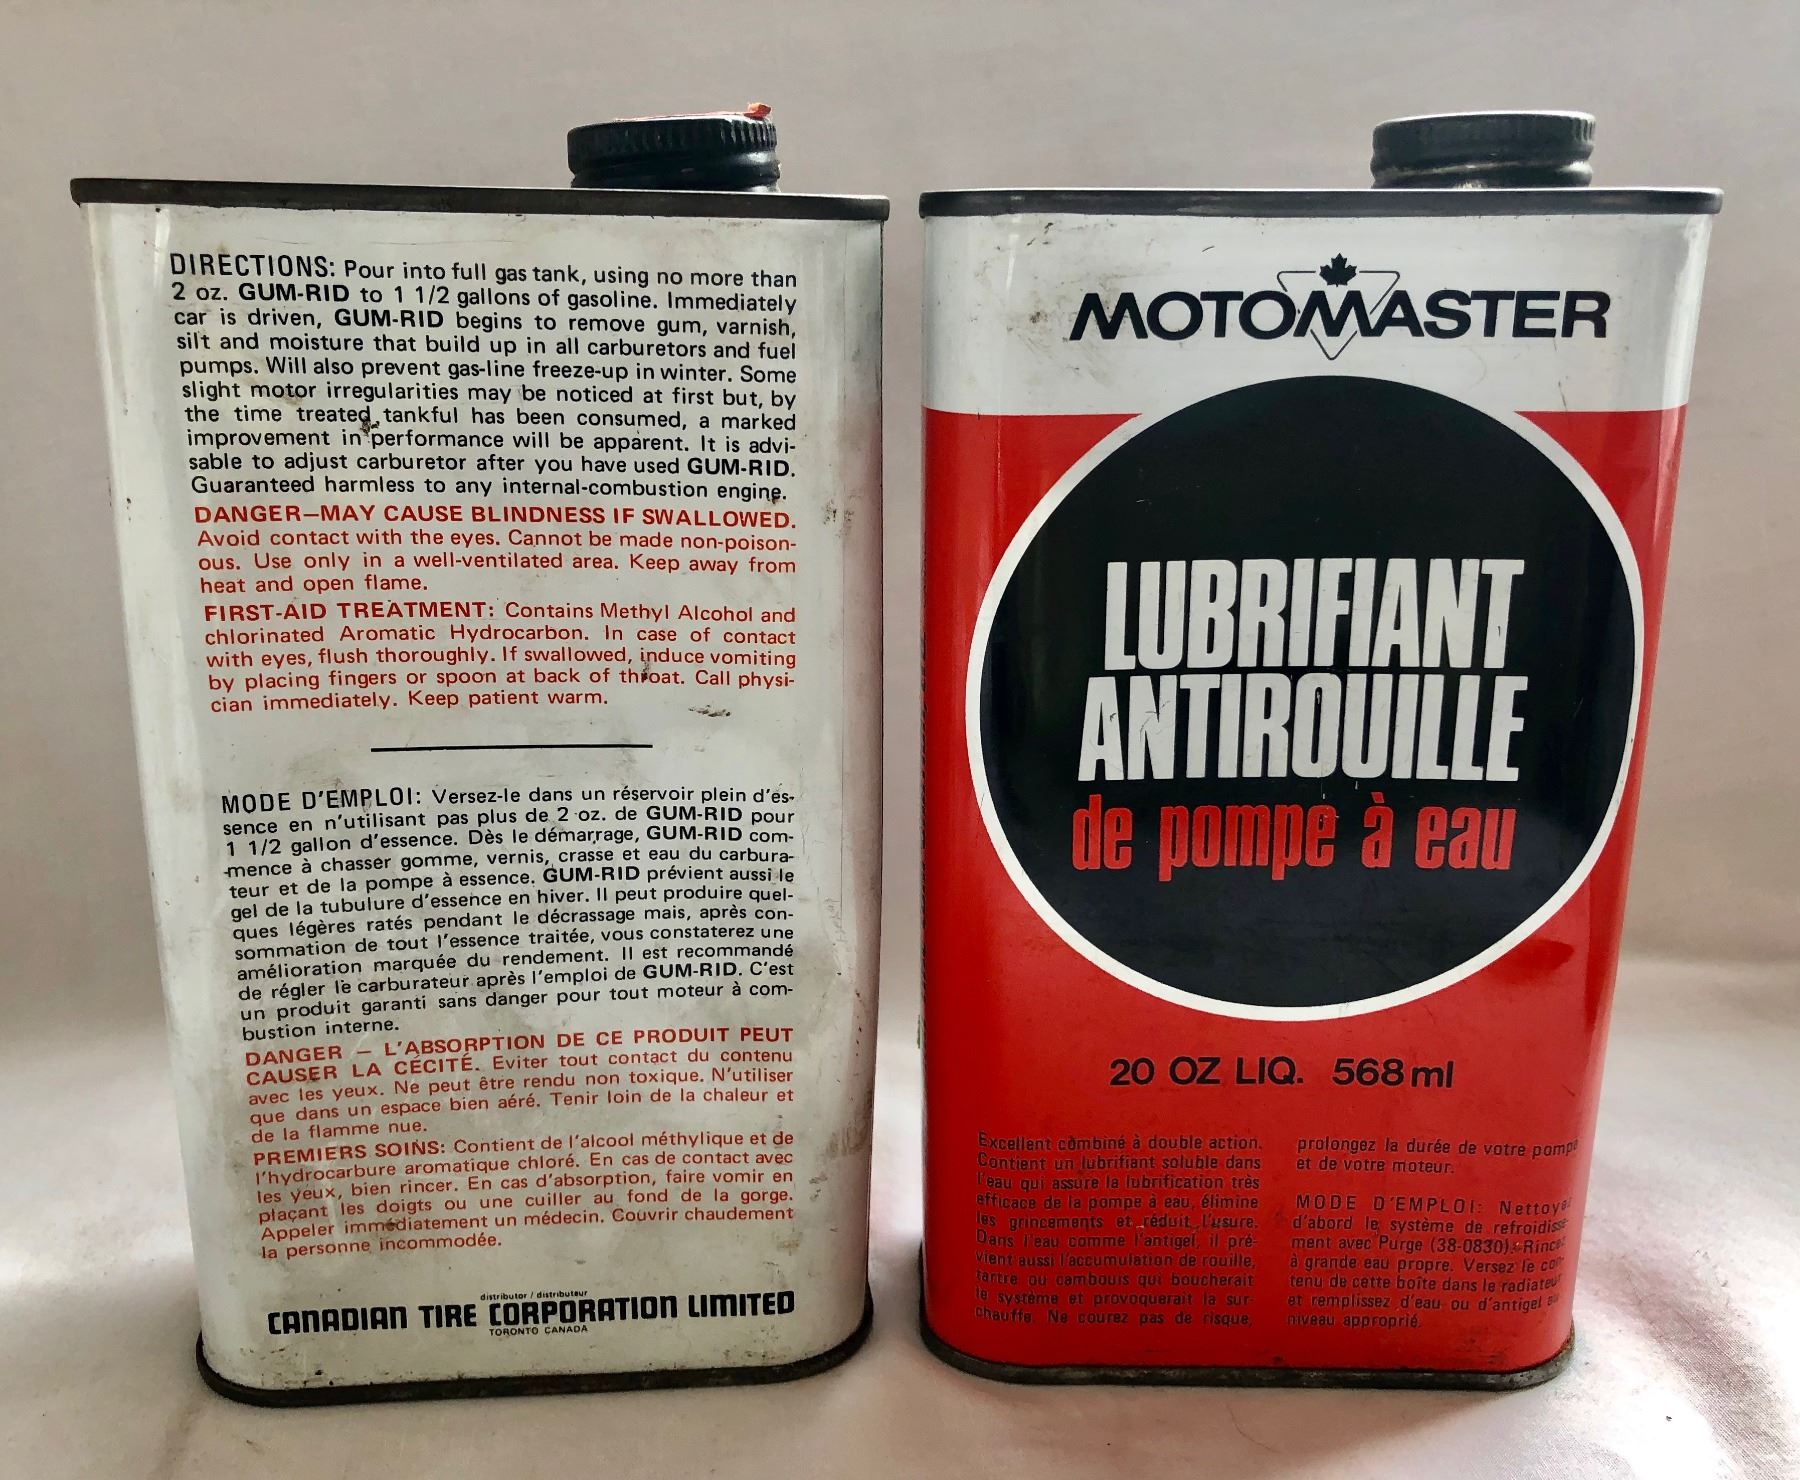 DIRECTIONS: Pour into full gas tank, using no more than
2 oz. GUM-RID to 1 1/2 gallons of gasoline. Immediately
car is driven, GUM-RID begins to remove gum, varnish,
silt and moisture that build up in all carburetors and fuel
pumps. Will also prevent gas-line freeze-up in winter. Some
slight motor irregularities may be noticed at first but, by
the time treated tankful has been consumed, a marked
improvement in performance will be apparent. It is advi-
sable to adjust carburetor after you have used GUM-RID.
Guaranteed harmless to any internal-combustion engine.
DANGER—MAY CAUSE BLINDNESS IF SWALLOWED.
Avoid contact with the eyes. Cannot be made non-poison-
ous. Use only in a well-ventilated area. Keep away from
heat and open flame.
FIRST-AID TREATMENT: Contains Methyl Alcohol and
chlorinated Aromatic Hydrocarbon. In case of contact
with eyes, flush thoroughly. If swallowed, induce vomiting
by placing fingers or spoon at back of throat. Call physi-
cian immediately. Keep patient warm.
MODE D'EMPLOI: Versez-le dans un réservoir plein d'es-
sence en n'utilisant pas plus de 2 oz. de GUM-RID pour
1 1/2 gallon d'essence. Dès le démarrage, GUM-RID com-
mence à chasser gomme, vernis, crasse et eau du carbura-
teur et de la pompe à essence. GUM-RID prévient aussi le
gel de la tubulure d'essence en hiver. Il peut produire quel-
ques légères ratés pendant le décrassage mais, après con-
sommation de tout l'essence traitée, vous constaterez une
amélioration marquée du rendement. Il est recommandé
de régler le carburateur après l'emploi de GUM-RID. C'est
un produit garanti sans danger pour tout moteur à com-
bustion interne.
DANGER — L'ABSORPTION DE CE PRODUIT PEUT
CAUSER LA CÉCITÉ. Eviter tout contact du contenu
avec les yeux. Ne peut être rendu non toxique. N'utiliser
que dans un espace bien aéré. Tenir loin de la chaleur et
de la flamme nue.
PREMIERS SOINS: Contient de l'alcool méthylique et de
l'hydrocarbure aromatique chloré. En cas de contact avec
les yeux, bien rincer. En cas d'absorption, faire vomir en
plaçant les doigts ou une cuiller au fond de la gorge.
Appeler immédiatement un médecin. Couvrir chaudement
la personne incommodée.
distributor / distributeur
CANADIAN TIRE CORPORATION LIMITED
TORONTO CANADA
MOTOMASTER
LUBRIFIANT
ANTIROUILLE
de pompe à eau
20 OZ LIQ. 568 ml
Excellent combiné à double action.
Contient un lubrifiant soluble dans
l'eau qui assure la lubrification très
efficace de la pompe à eau, élimine
les grincements et réduit l'usure.
Dans l'eau comme l'antigel, il pré-
vient aussi l'accumulation de rouille,
tartre ou cambouis qui boucherait
le système et provoquerait la sur-
chauffe. Ne courez pas de risque,
prolongez la durée de votre pompe
et de votre moteur.
MODE D'EMPLOI: Nettoyez
d'abord le système de refroidisse-
ment avec Purge (38-0830). Rincez
à grande eau propre. Versez le con-
tenu de cette boîte dans le radiateur
et remplissez d'eau ou d'antigel au
niveau approprié.